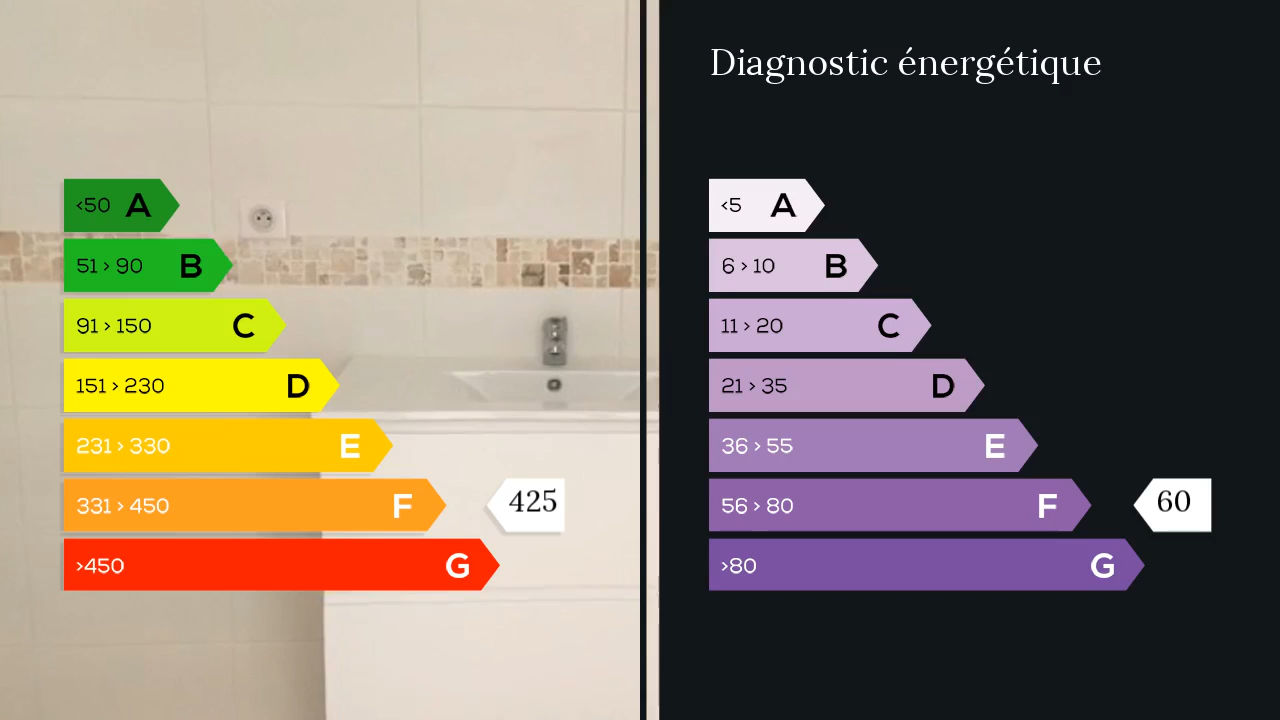 Diagnostic énergétique
<50 A
51 > 90 B
91 > 150 C
151 > 230 D
231 > 330 E
331 > 450 F
425
>450 G
<5 A
6 > 10 B
11 > 20 C
21 > 35 D
36 > 55 E
56 > 80 F
60
>80 G